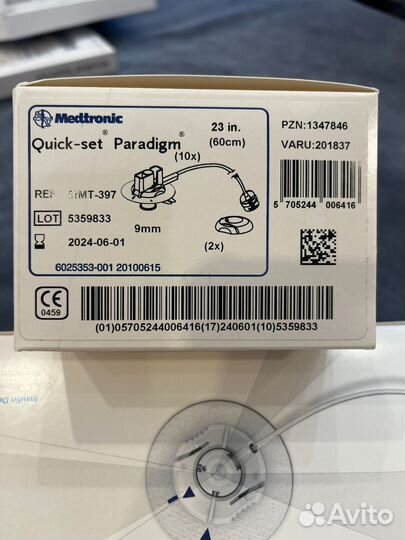 Medtronic
Quick-set® Paradigm®
23 in.
(60cm)
(10x)
REF MMT-397
LOT 5359833
2024-06-01
9mm
(2x)
6025353-001 20100615
PZN:1347846
VARU:201837
5 705244 006416
CE
0459
(01)05705244006416(17)240601(10)5359833
Avito